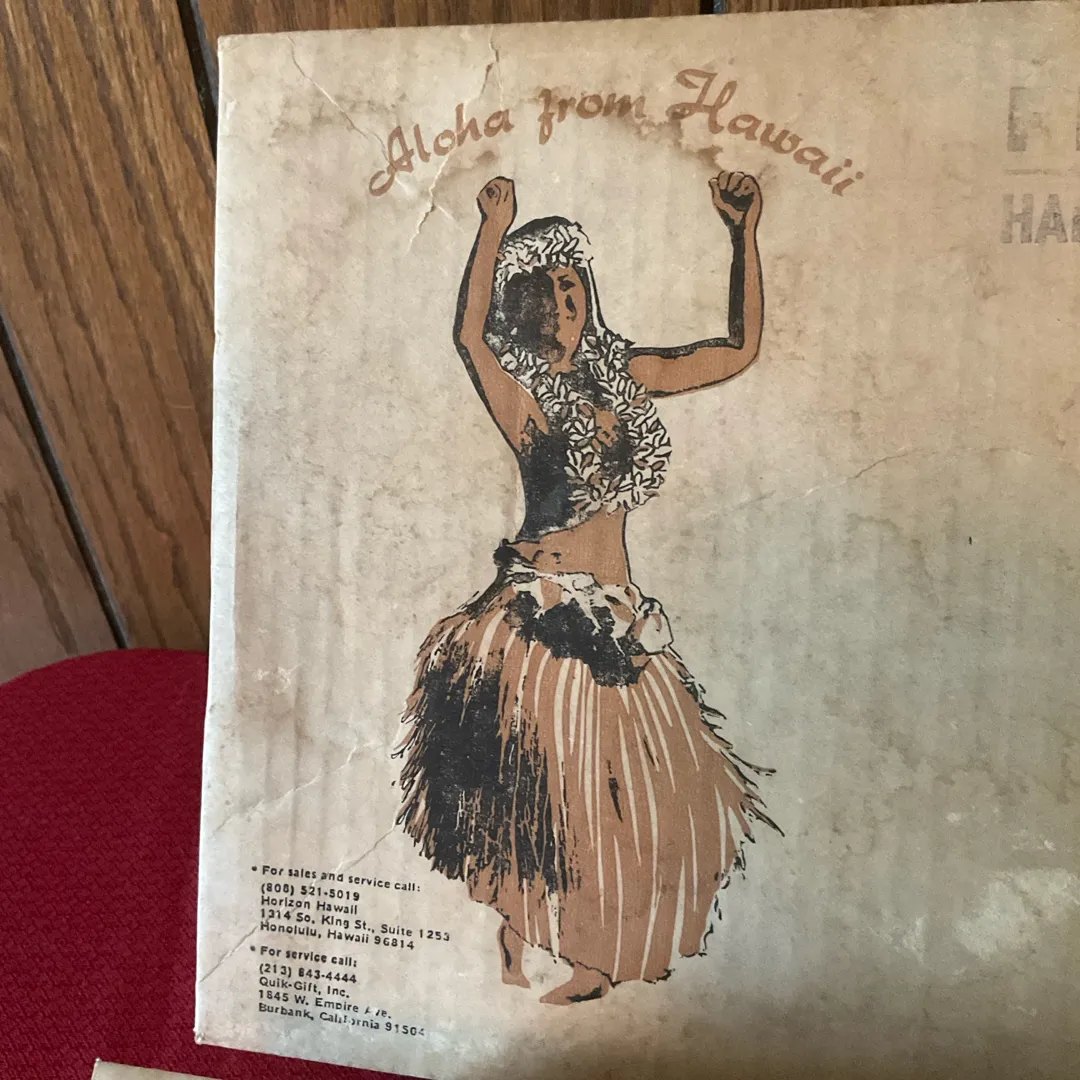 Aloha from Hawaii
HA
• For sales and service call:
(808) 521-5019
Horizon Hawaii
1314 So. King St., Suite 1253
Honolulu, Hawaii 96814
• For service call:
(213) 843-4444
Quik-Gift, Inc.
1845 W. Empire Ave.
Burbank, California 91504